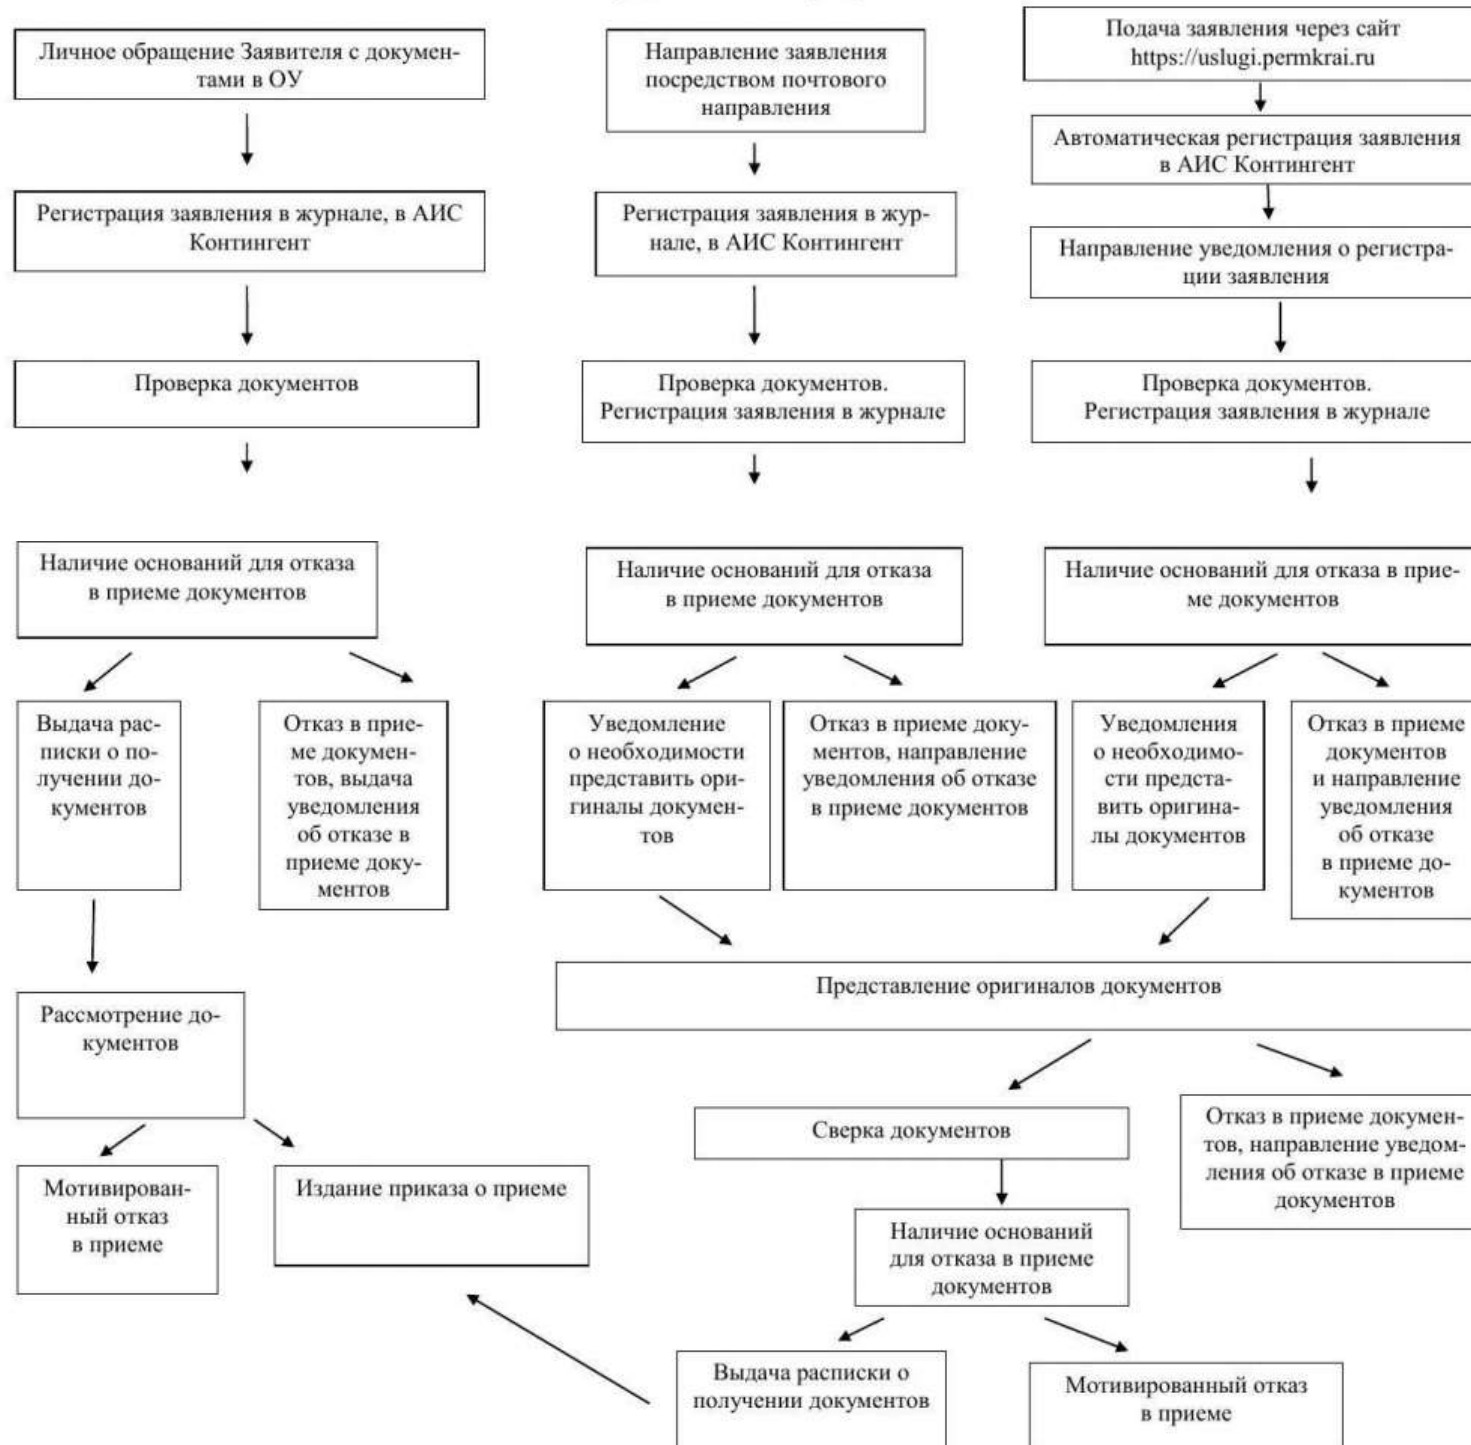 Личное обращение Заявителя с докумен-
тами в ОУ
Направление заявления
посредством почтового
направления
Подача заявления через сайт
https://uslugi.permkrai.ru
Автоматическая регистрация заявления
в АИС Контингент
Регистрация заявления в журнале, в АИС
Контингент
Регистрация заявления в жур-
нале, в АИС Контингент
Направление уведомления о регистра-
ции заявления
Проверка документов
Проверка документов.
Регистрация заявления в журнале
Проверка документов.
Регистрация заявления в журнале
Наличие оснований для отказа
в приеме документов
Наличие оснований для отказа
в приеме документов
Наличие оснований для отказа в прие-
ме документов
Выдача рас-
писки о по-
лучении до-
кументов
Отказ в прие-
ме докумен-
тов, выдача
уведомления
об отказе в
приеме доку-
ментов
Уведомление
о необходимости
представить ори-
гиналы докумен-
тов
Отказ в приеме доку-
ментов, направление
уведомления об отказе
в приеме документов
Уведомления
о необходимо-
сти предста-
вить оригина-
лы документов
Отказ в приеме
документов
и направление
уведомления
об отказе
в приеме до-
кументов
Представление оригиналов документов
Рассмотрение до-
кументов
Сверка документов
Отказ в приеме докумен-
тов, направление уведом-
ления об отказе в приеме
документов
Мотивирован-
ный отказ
в приеме
Издание приказа о приеме
Наличие оснований
для отказа в приеме
документов
Выдача расписки о
получении документов
Мотивированный отказ
в приеме